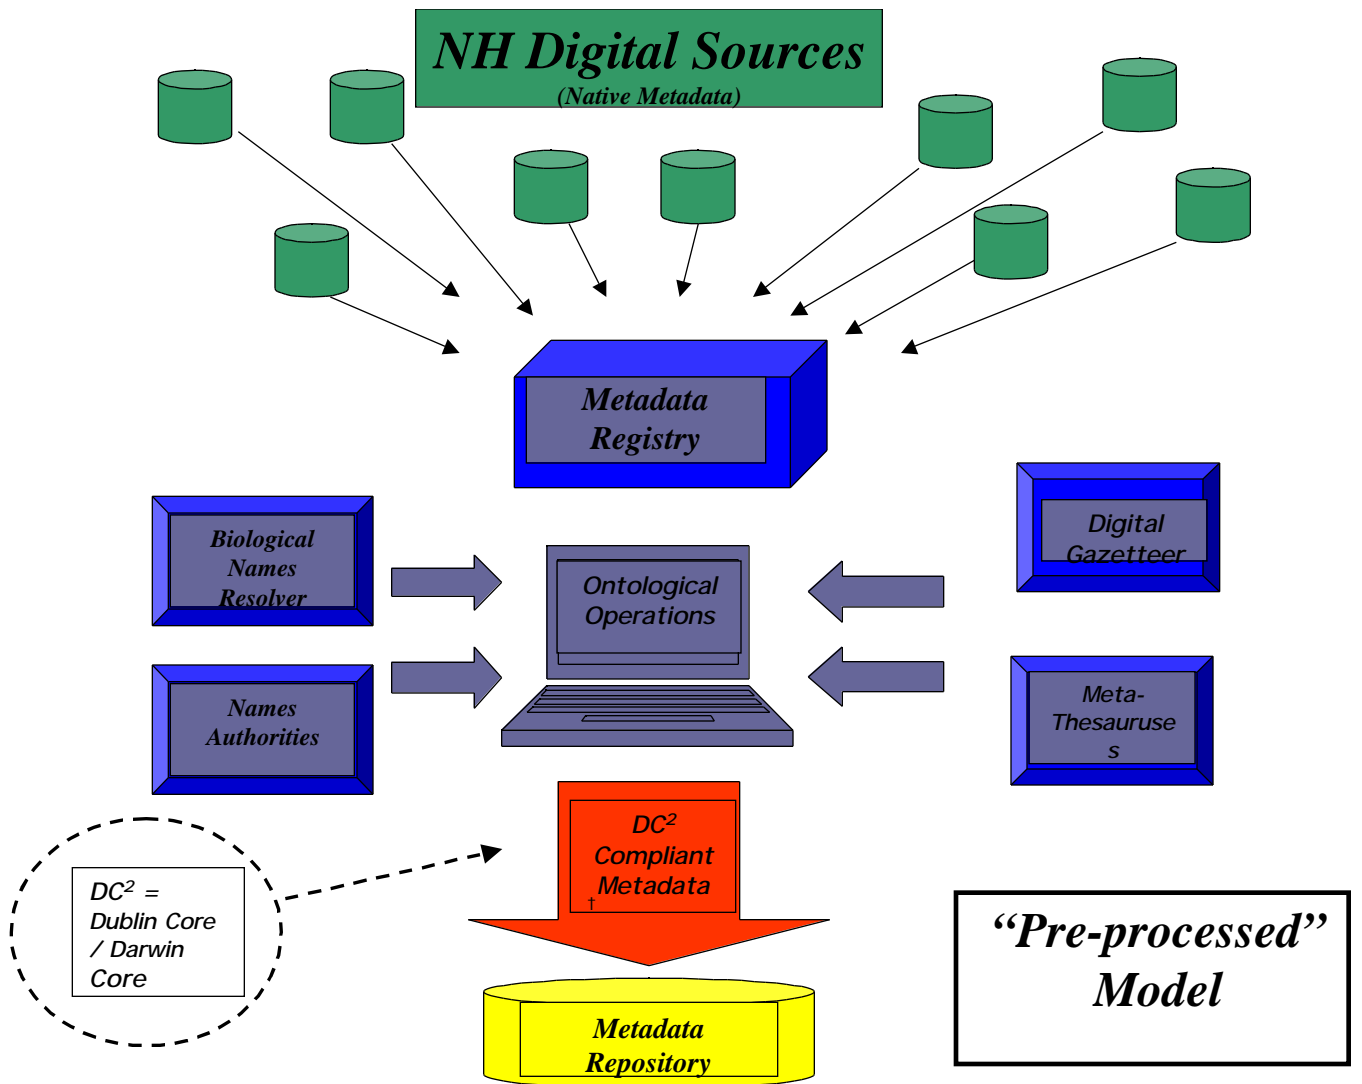 NH Digital Sources
(Native Metadata)
Metadata
Registry
Biological
Names
Resolver
Digital
Gazetteer
Ontological
Operations
Names
Authorities
Meta-
Thesauruse
s
DC²
Compliant
Metadata
†
DC² =
Dublin Core
/ Darwin
Core
“Pre-processed”
Model
Metadata
Repository